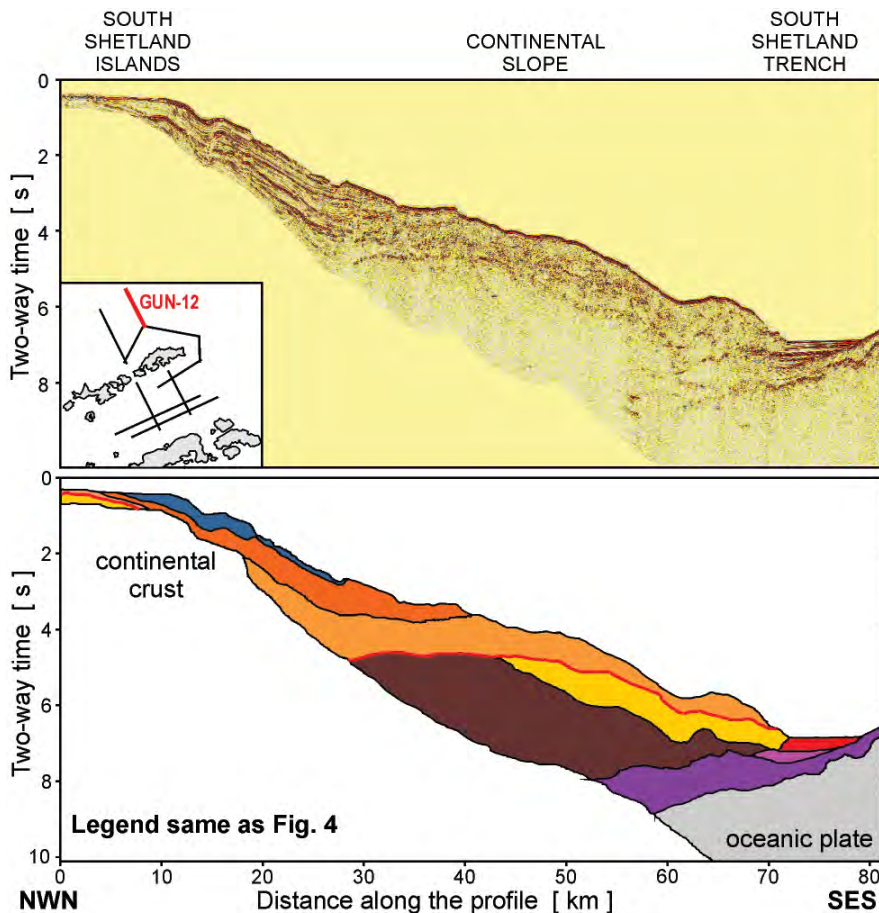 SOUTH
SHETLAND
ISLANDS
CONTINENTAL
SLOPE
SOUTH
SHETLAND
TRENCH
0
2
4
6
8
Two-way time [ s ]
GUN-12
0
2
4
6
8
10
Two-way time [ s ]
continental
crust
Legend same as Fig. 4
oceanic plate
0 10 20 30 40 50 60 70 80
NWN Distance along the profile [ km ] SES